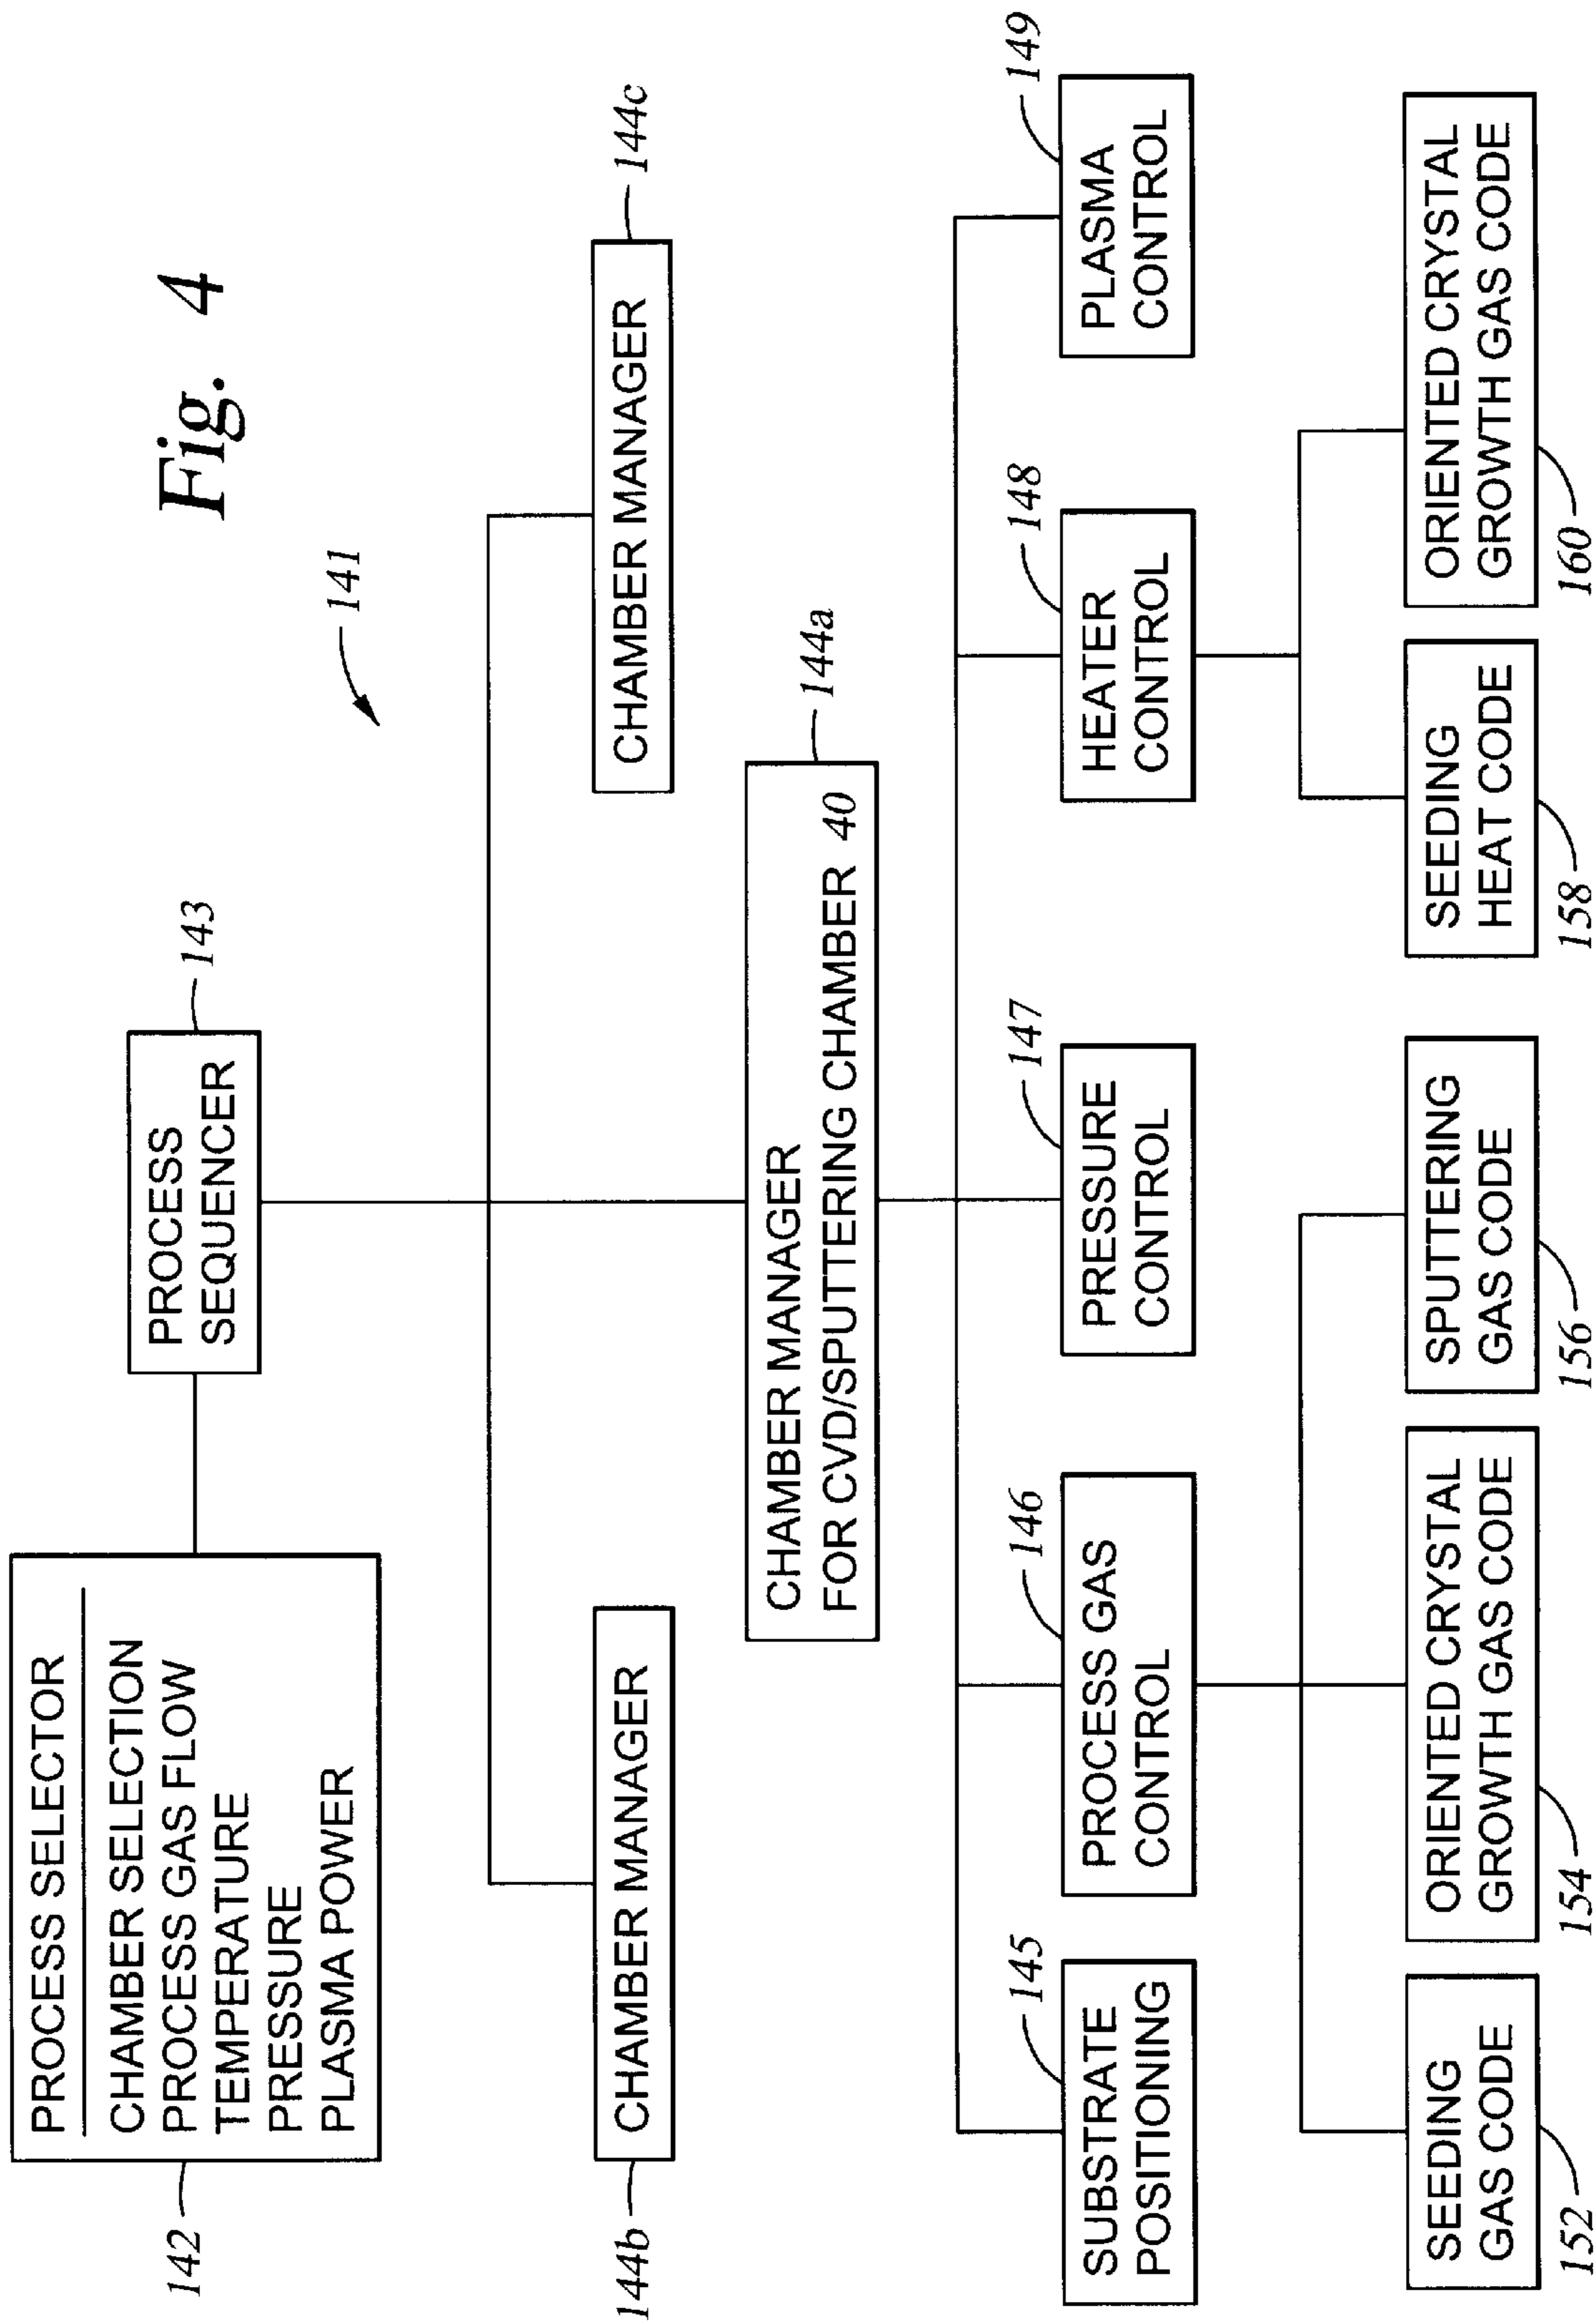 Fig. 4
141
142
PROCESS SELECTOR
CHAMBER SELECTION
PROCESS GAS FLOW
TEMPERATURE
PRESSURE
PLASMA POWER
143
PROCESS
SEQUENCER
144b
CHAMBER MANAGER
144c
CHAMBER MANAGER
144a
CHAMBER MANAGER
FOR CVD/SPUTTERING CHAMBER 40
145
SUBSTRATE
POSITIONING
146
PROCESS GAS
CONTROL
147
PRESSURE
CONTROL
148
HEATER
CONTROL
149
PLASMA
CONTROL
SEEDING
GAS CODE
152
ORIENTED CRYSTAL
GROWTH GAS CODE
154
SPUTTERING
GAS CODE
156
SEEDING
HEAT CODE
158
ORIENTED CRYSTAL
GROWTH GAS CODE
160